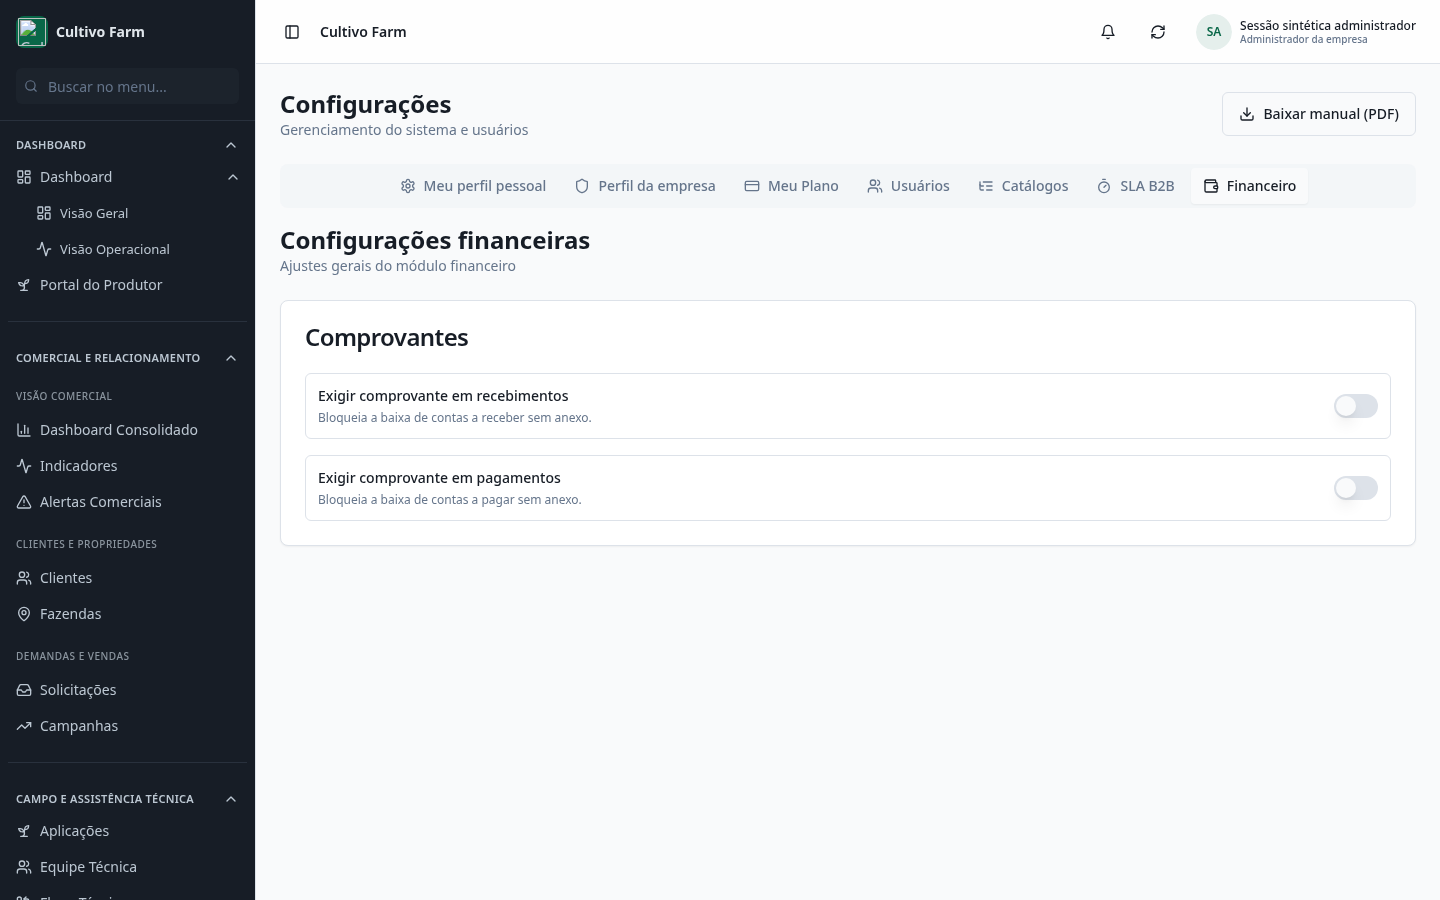 Cultivo Farm
Buscar no menu...
DASHBOARD
Dashboard
Visão Geral
Visão Operacional
Portal do Produtor
COMERCIAL E RELACIONAMENTO
VISÃO COMERCIAL
Dashboard Consolidado
Indicadores
Alertas Comerciais
CLIENTES E PROPRIEDADES
Clientes
Fazendas
DEMANDAS E VENDAS
Solicitações
Campanhas
CAMPO E ASSISTÊNCIA TÉCNICA
Aplicações
Equipe Técnica
Cultivo Farm
SA
Sessão sintética administrador
Administrador da empresa
Configurações
Gerenciamento do sistema e usuários
Baixar manual (PDF)
Meu perfil pessoal
Perfil da empresa
Meu Plano
Usuários
Catálogos
SLA B2B
Financeiro
Configurações financeiras
Ajustes gerais do módulo financeiro
Comprovantes
Exigir comprovante em recebimentos
Bloqueia a baixa de contas a receber sem anexo.
Exigir comprovante em pagamentos
Bloqueia a baixa de contas a pagar sem anexo.